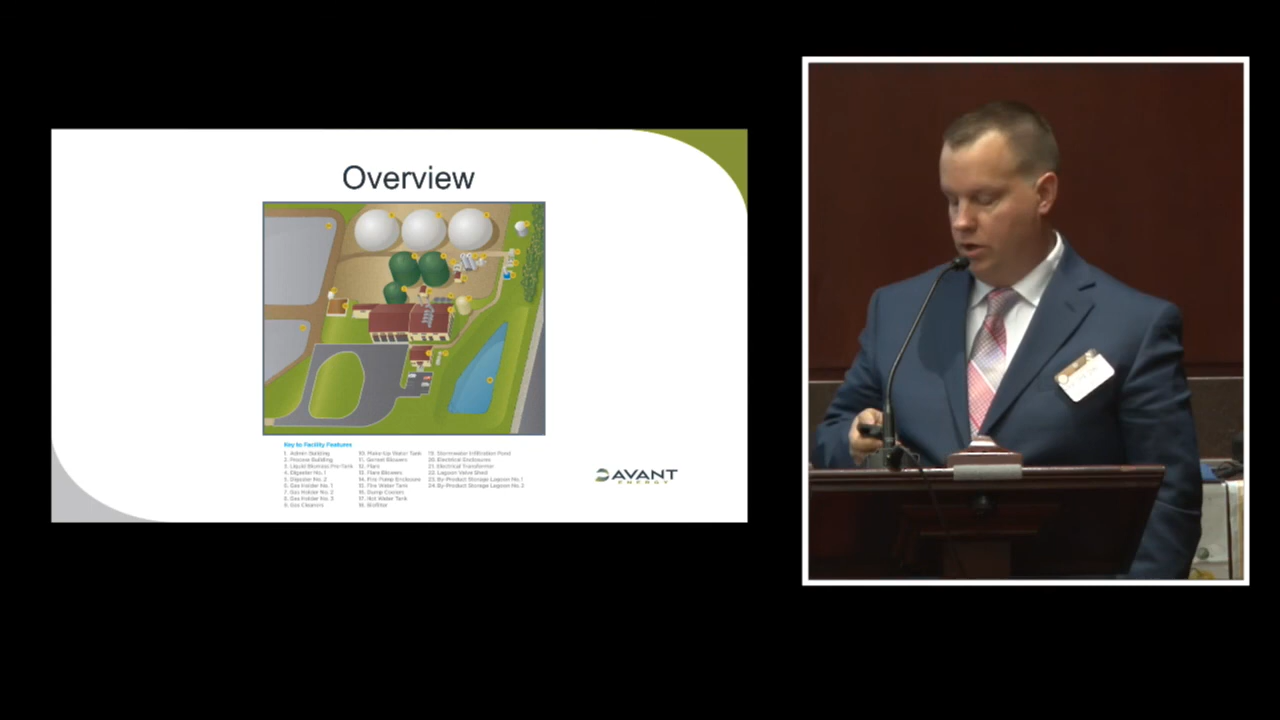 Overview
Key to Facility Features
1. Admin Building
2. Process Building
3. Liquid Biomass Pre-Tank
4. Digester No. 1
5. Digester No. 2
6. Gas Holder No. 1
7. Gas Holder No. 2
8. Gas Holder No. 3
9. Gas Cleaners
10. Make-Up Water Tank
11. Genset Blowers
12. Flare
13. Flare Blowers
14. Fire Pump Enclosure
15. Fire Water Tank
16. Dump Coolers
17. Hot Water Tank
18. Biofilter
19. Stormwater Infiltration Pond
20. Electrical Enclosures
21. Electrical Transformer
22. Lagoon Valve Shed
23. By-Product Storage Lagoon No.1
24. By-Product Storage Lagoon No.2
AVANT
ENERGY